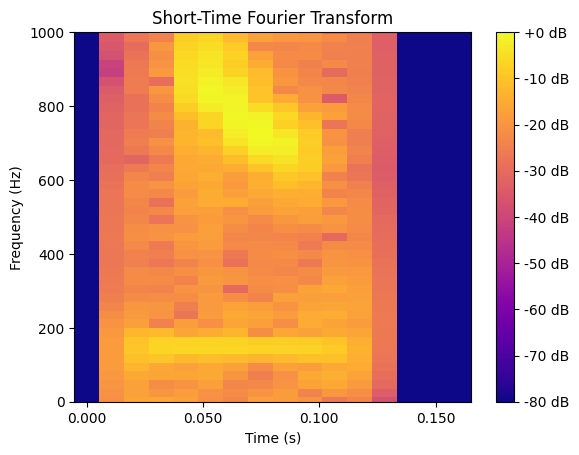 Short-Time Fourier Transform
1000
800
600
400
200
0
Frequency (Hz)
0.000
0.050
0.100
0.150
Time (s)
+0 dB
-10 dB
-20 dB
-30 dB
-40 dB
-50 dB
-60 dB
-70 dB
-80 dB